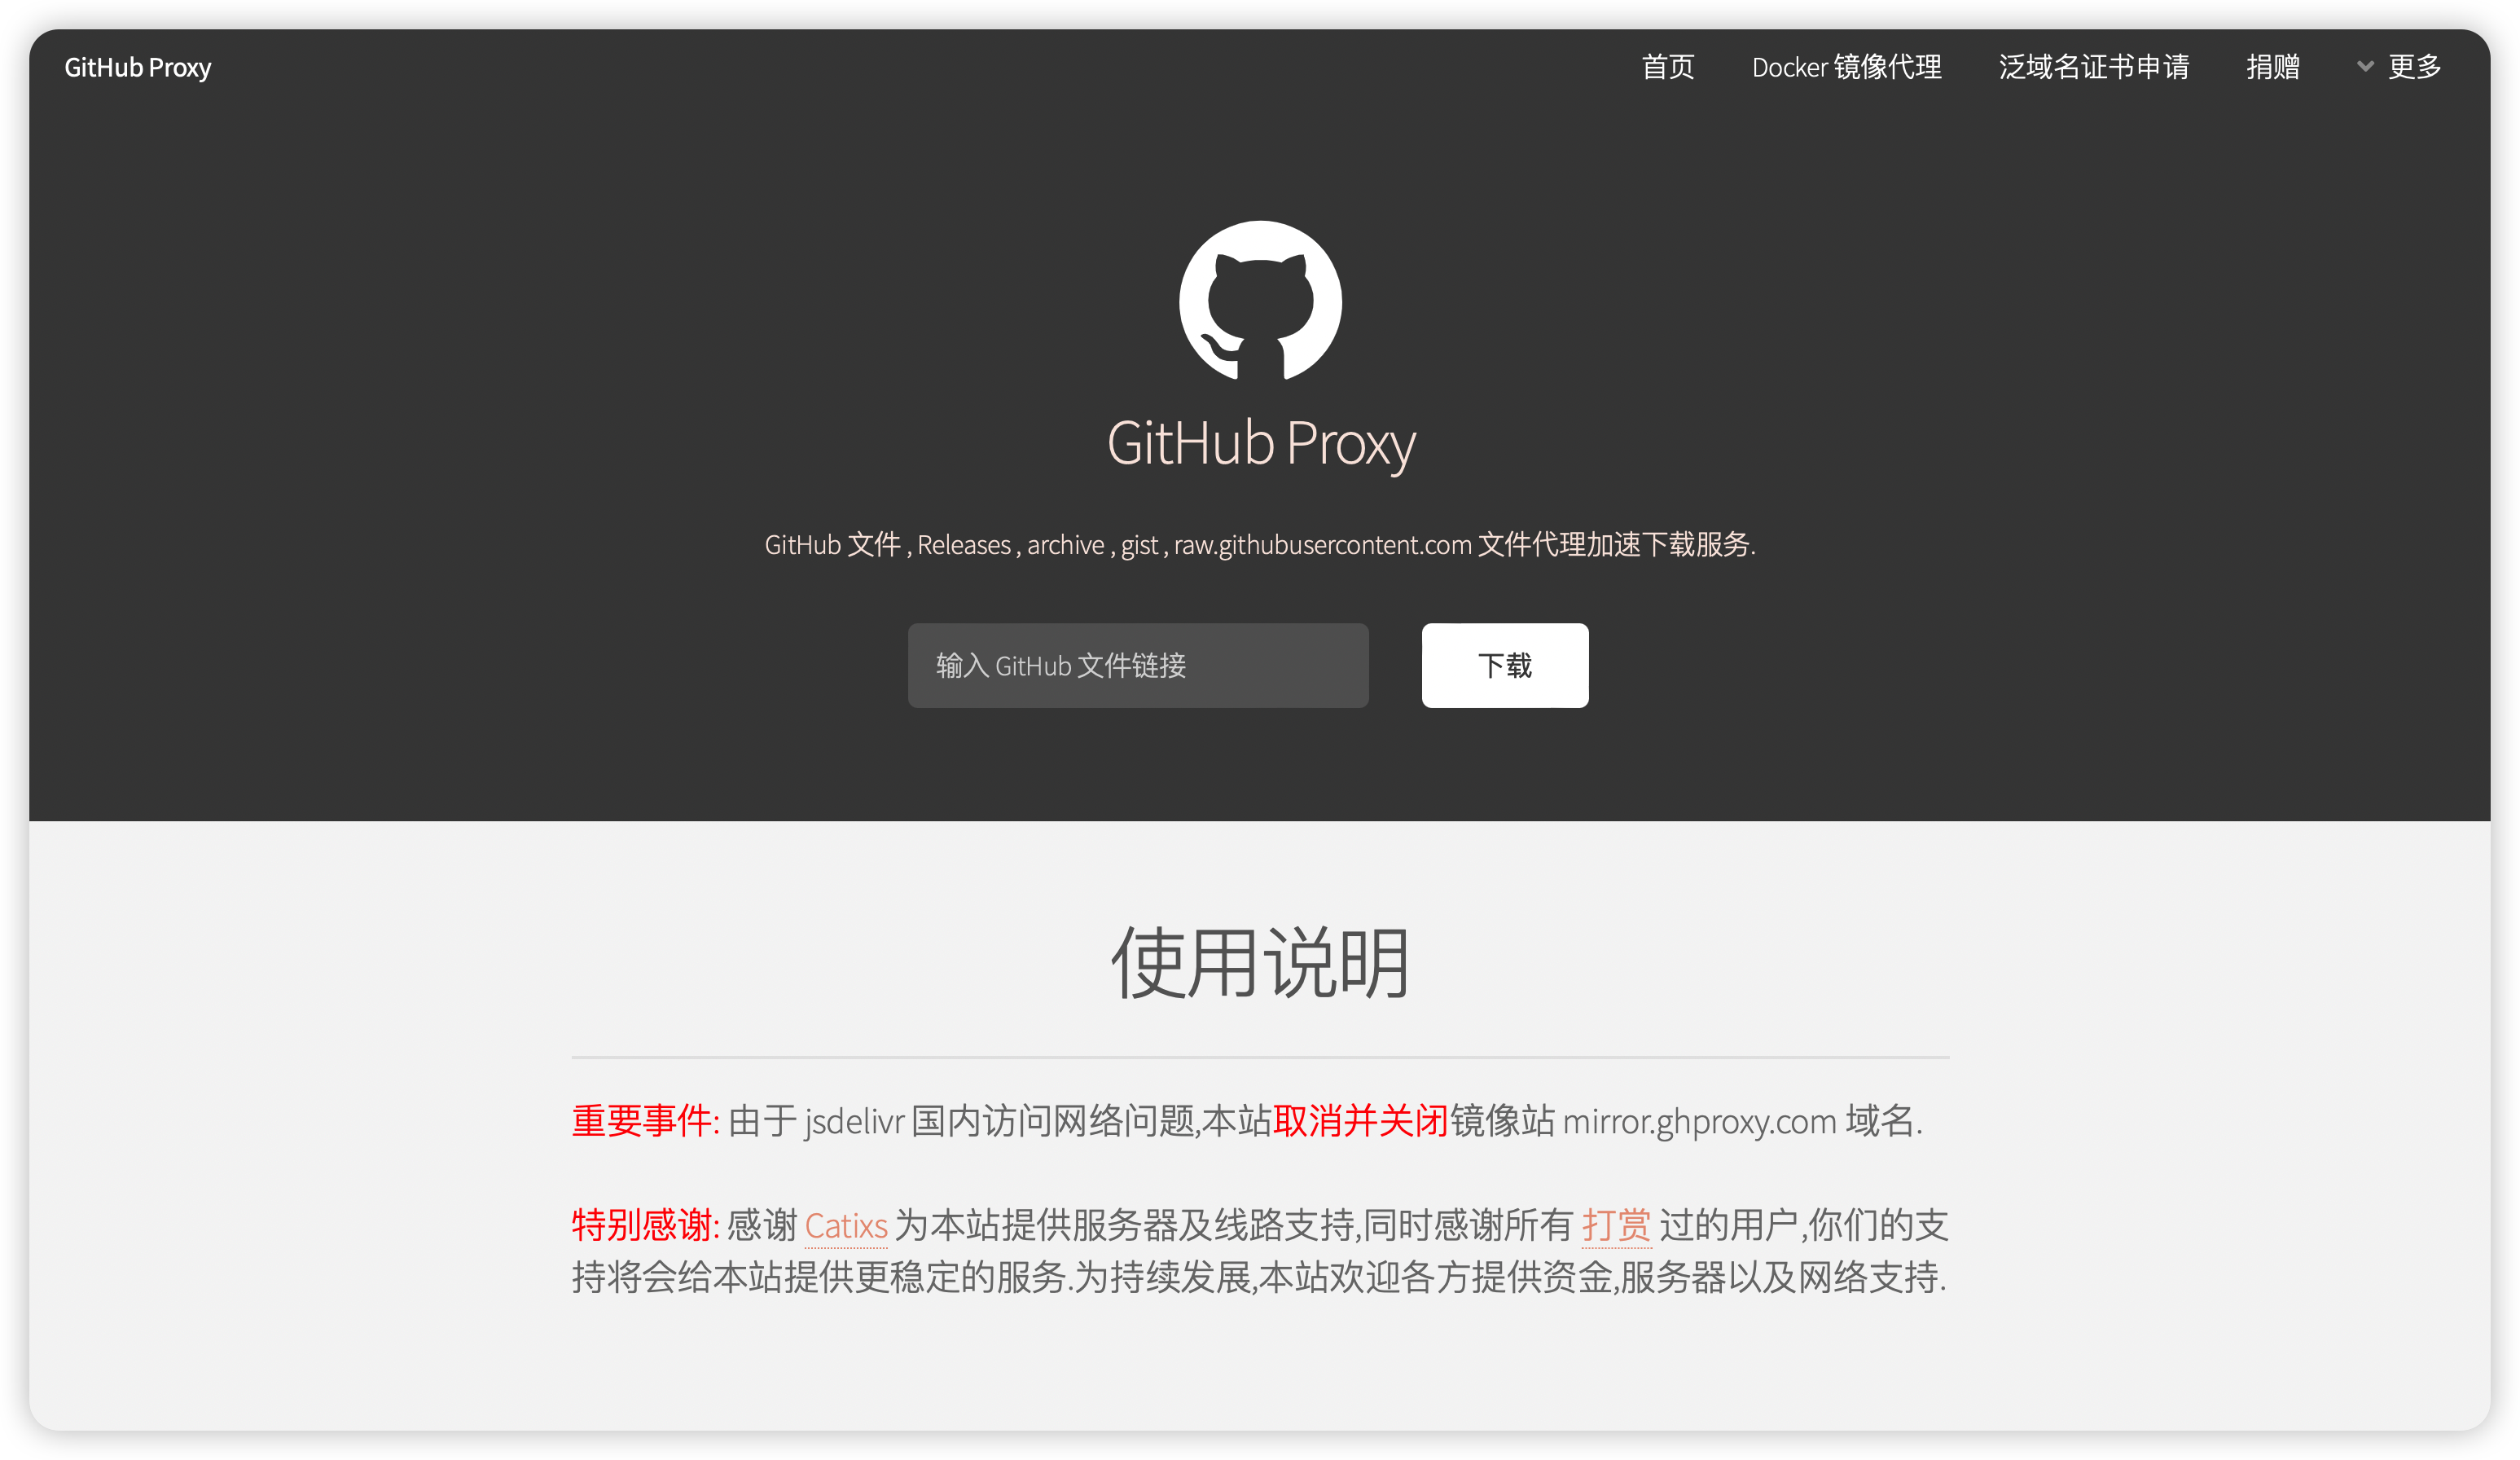 GitHub Proxy
首页 Docker 镜像代理 泛域名证书申请 捐赠 更多
GitHub Proxy
GitHub 文件 , Releases , archive , gist , raw.githubusercontent.com 文件代理加速下载服务.
输入 GitHub 文件链接
下载
使用说明
重要事件: 由于 jsdelivr 国内访问网络问题,本站取消并关闭镜像站 mirror.ghproxy.com 域名.
特别感谢: 感谢 Catixs 为本站提供服务器及线路支持,同时感谢所有 打赏 过的用户,你们的支
持将会给本站提供更稳定的服务.为持续发展,本站欢迎各方提供资金,服务器以及网络支持.